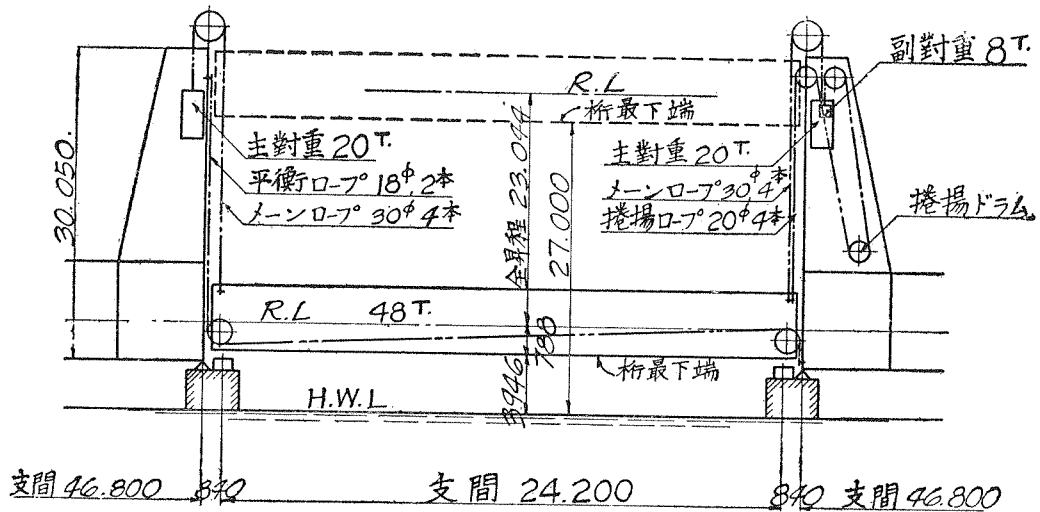 副對重 8T.
R.L
桁最下端
主對重 20T.
平衡ロープ 18φ, 2本
メーンロープ 30φ 4本
主對重 20T.
メーンロープ 30φ 4本
捲揚ロープ 20φ 4本
捲揚ドラム
30.050.
全昇程 23.044
27.000
R.L 48T.
788
3.946
桁最下端
H.W.L
支間 46.800
840
支間 24.200
840
支間 46.800